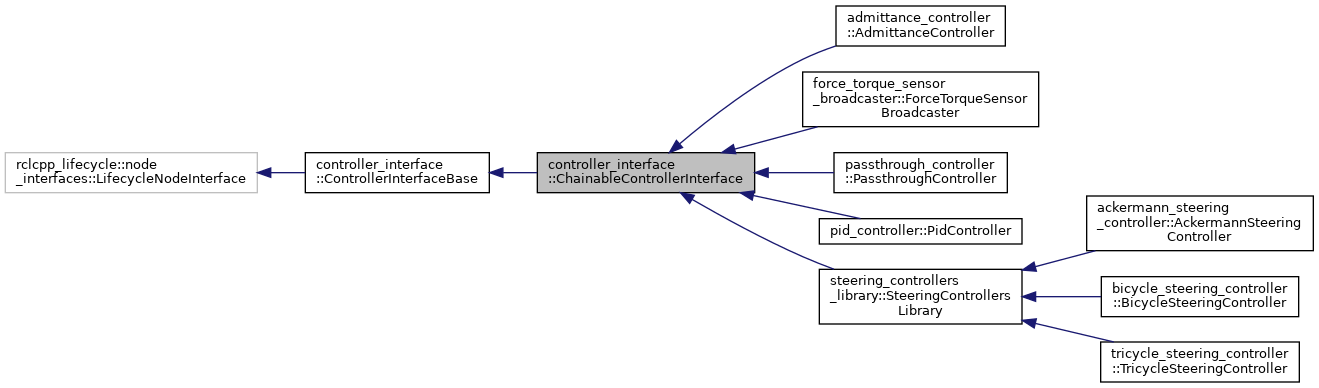 rclcpp_lifecycle::node
_interfaces::LifecycleNodeInterface
controller_interface
::ControllerInterfaceBase
controller_interface
::ChainableControllerInterface
admittance_controller
::AdmittanceController
force_torque_sensor
_broadcaster::ForceTorqueSensor
Broadcaster
passthrough_controller
::PassthroughController
pid_controller::PidController
steering_controllers
_library::SteeringControllers
Library
ackermann_steering
_controller::AckermannSteering
Controller
bicycle_steering_controller
::BicycleSteeringController
tricycle_steering_controller
::TricycleSteeringController